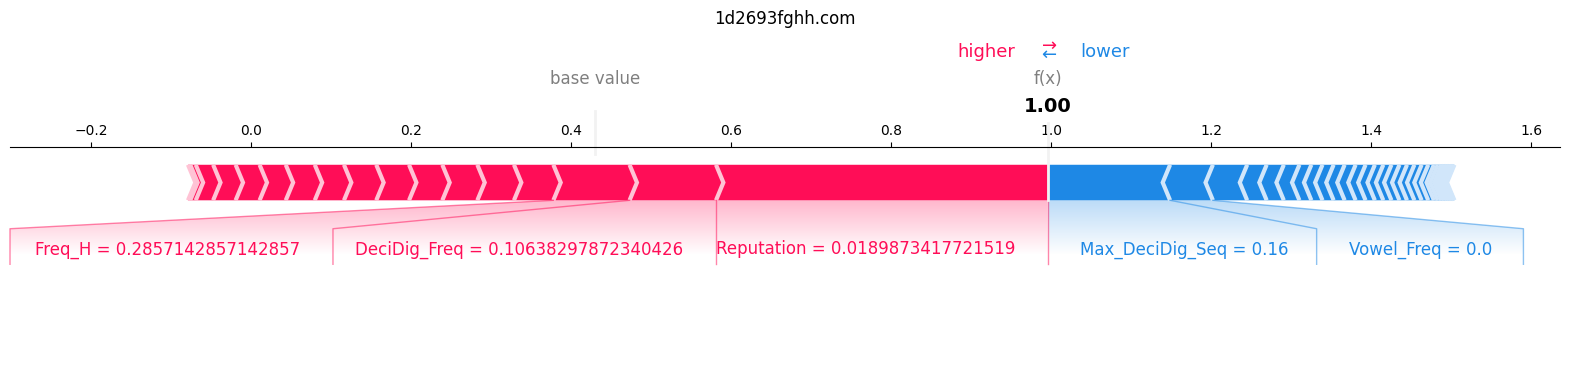 1d2693fghh.com
higher ⇄ lower
base value f(x)
1.00
−0.2 0.0 0.2 0.4 0.6 0.8 1.0 1.2 1.4 1.6
Freq_H = 0.2857142857142857 DeciDig_Freq = 0.10638297872340426 Reputation = 0.0189873417721519 Max_DeciDig_Seq = 0.16 Vowel_Freq = 0.0